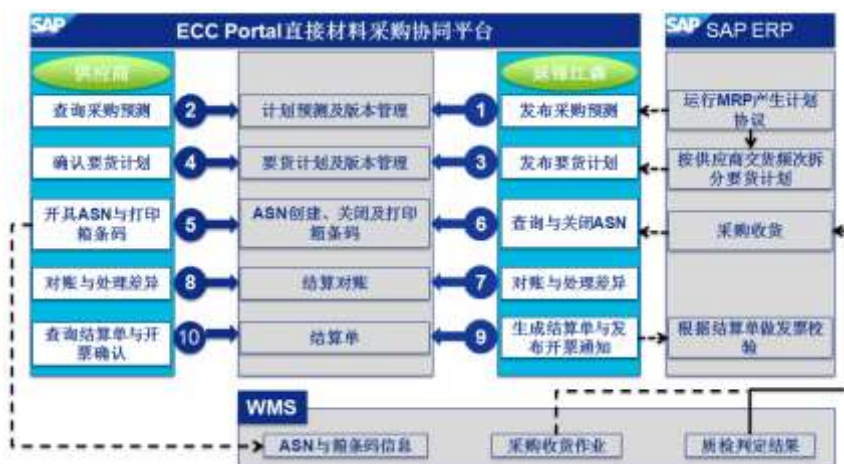 SAP
ECC Portal直接材料采购协同平台
SAP
SAP ERP
供应商
查询采购预测
2
计划预测及版本管理
1
发布采购预测
运行MRP产生计划
协议
确认要货计划
4
要货计划及版本管理
3
发布要货计划
按供应商交货频次拆
分要货计划
开具ASN与打印
箱条码
5
ASN创建、关闭及打印
箱条码
6
查询与关闭ASN
采购收货
对账与处理差异
8
结算对账
7
对账与处理差异
查询结算单与开
票确认
10
结算单
9
生成结算单与发
布开票通知
根据结算单做发票校
验
WMS
ASN与箱条码信息
采购收货作业
质检判定结果